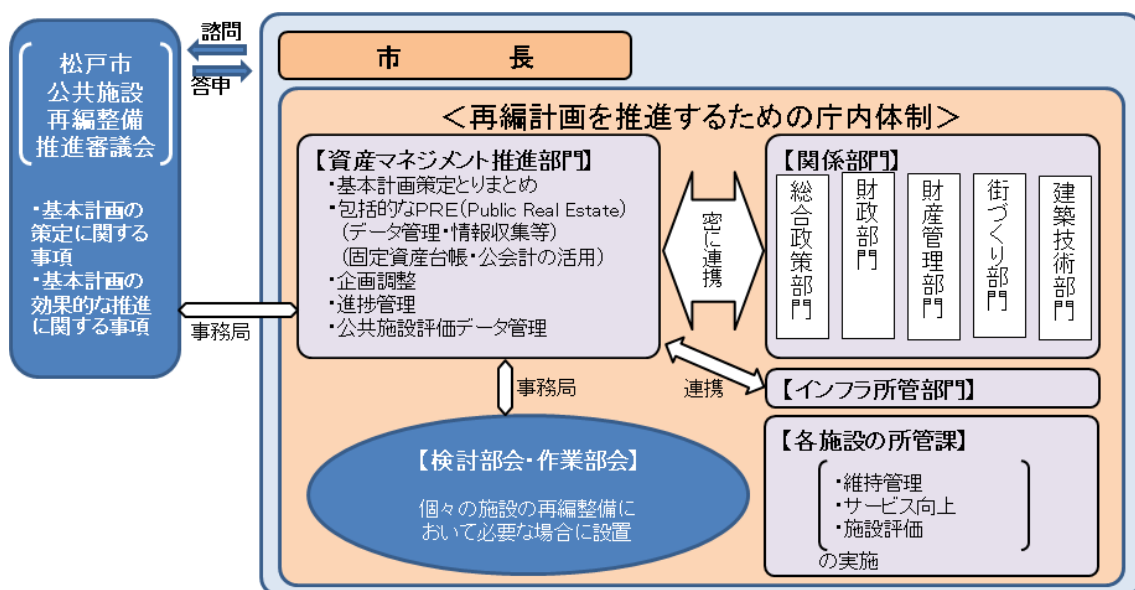 諮問
答申
松戸市
公共施設
再編整備
推進審議会
・基本計画の
策定に関する
事項
・基本計画の
効果的な推進
に関する事項
事務局
市 長
＜再編計画を推進するための庁内体制＞
【資産マネジメント推進部門】
・基本計画策定とりまとめ
・包括的なPRE(Public Real Estate)
(データ管理・情報収集等)
(固定資産台帳・公会計の活用)
・企画調整
・進捗管理
・公共施設評価データ管理
密に連携
【関係部門】
総合政策部門
財政部門
財産管理部門
街づくり部門
建築技術部門
事務局
連携
【インフラ所管部門】
【検討部会・作業部会】
個々の施設の再編整備に
おいて必要な場合に設置
【各施設の所管課】
・維持管理
・サービス向上
・施設評価
の実施